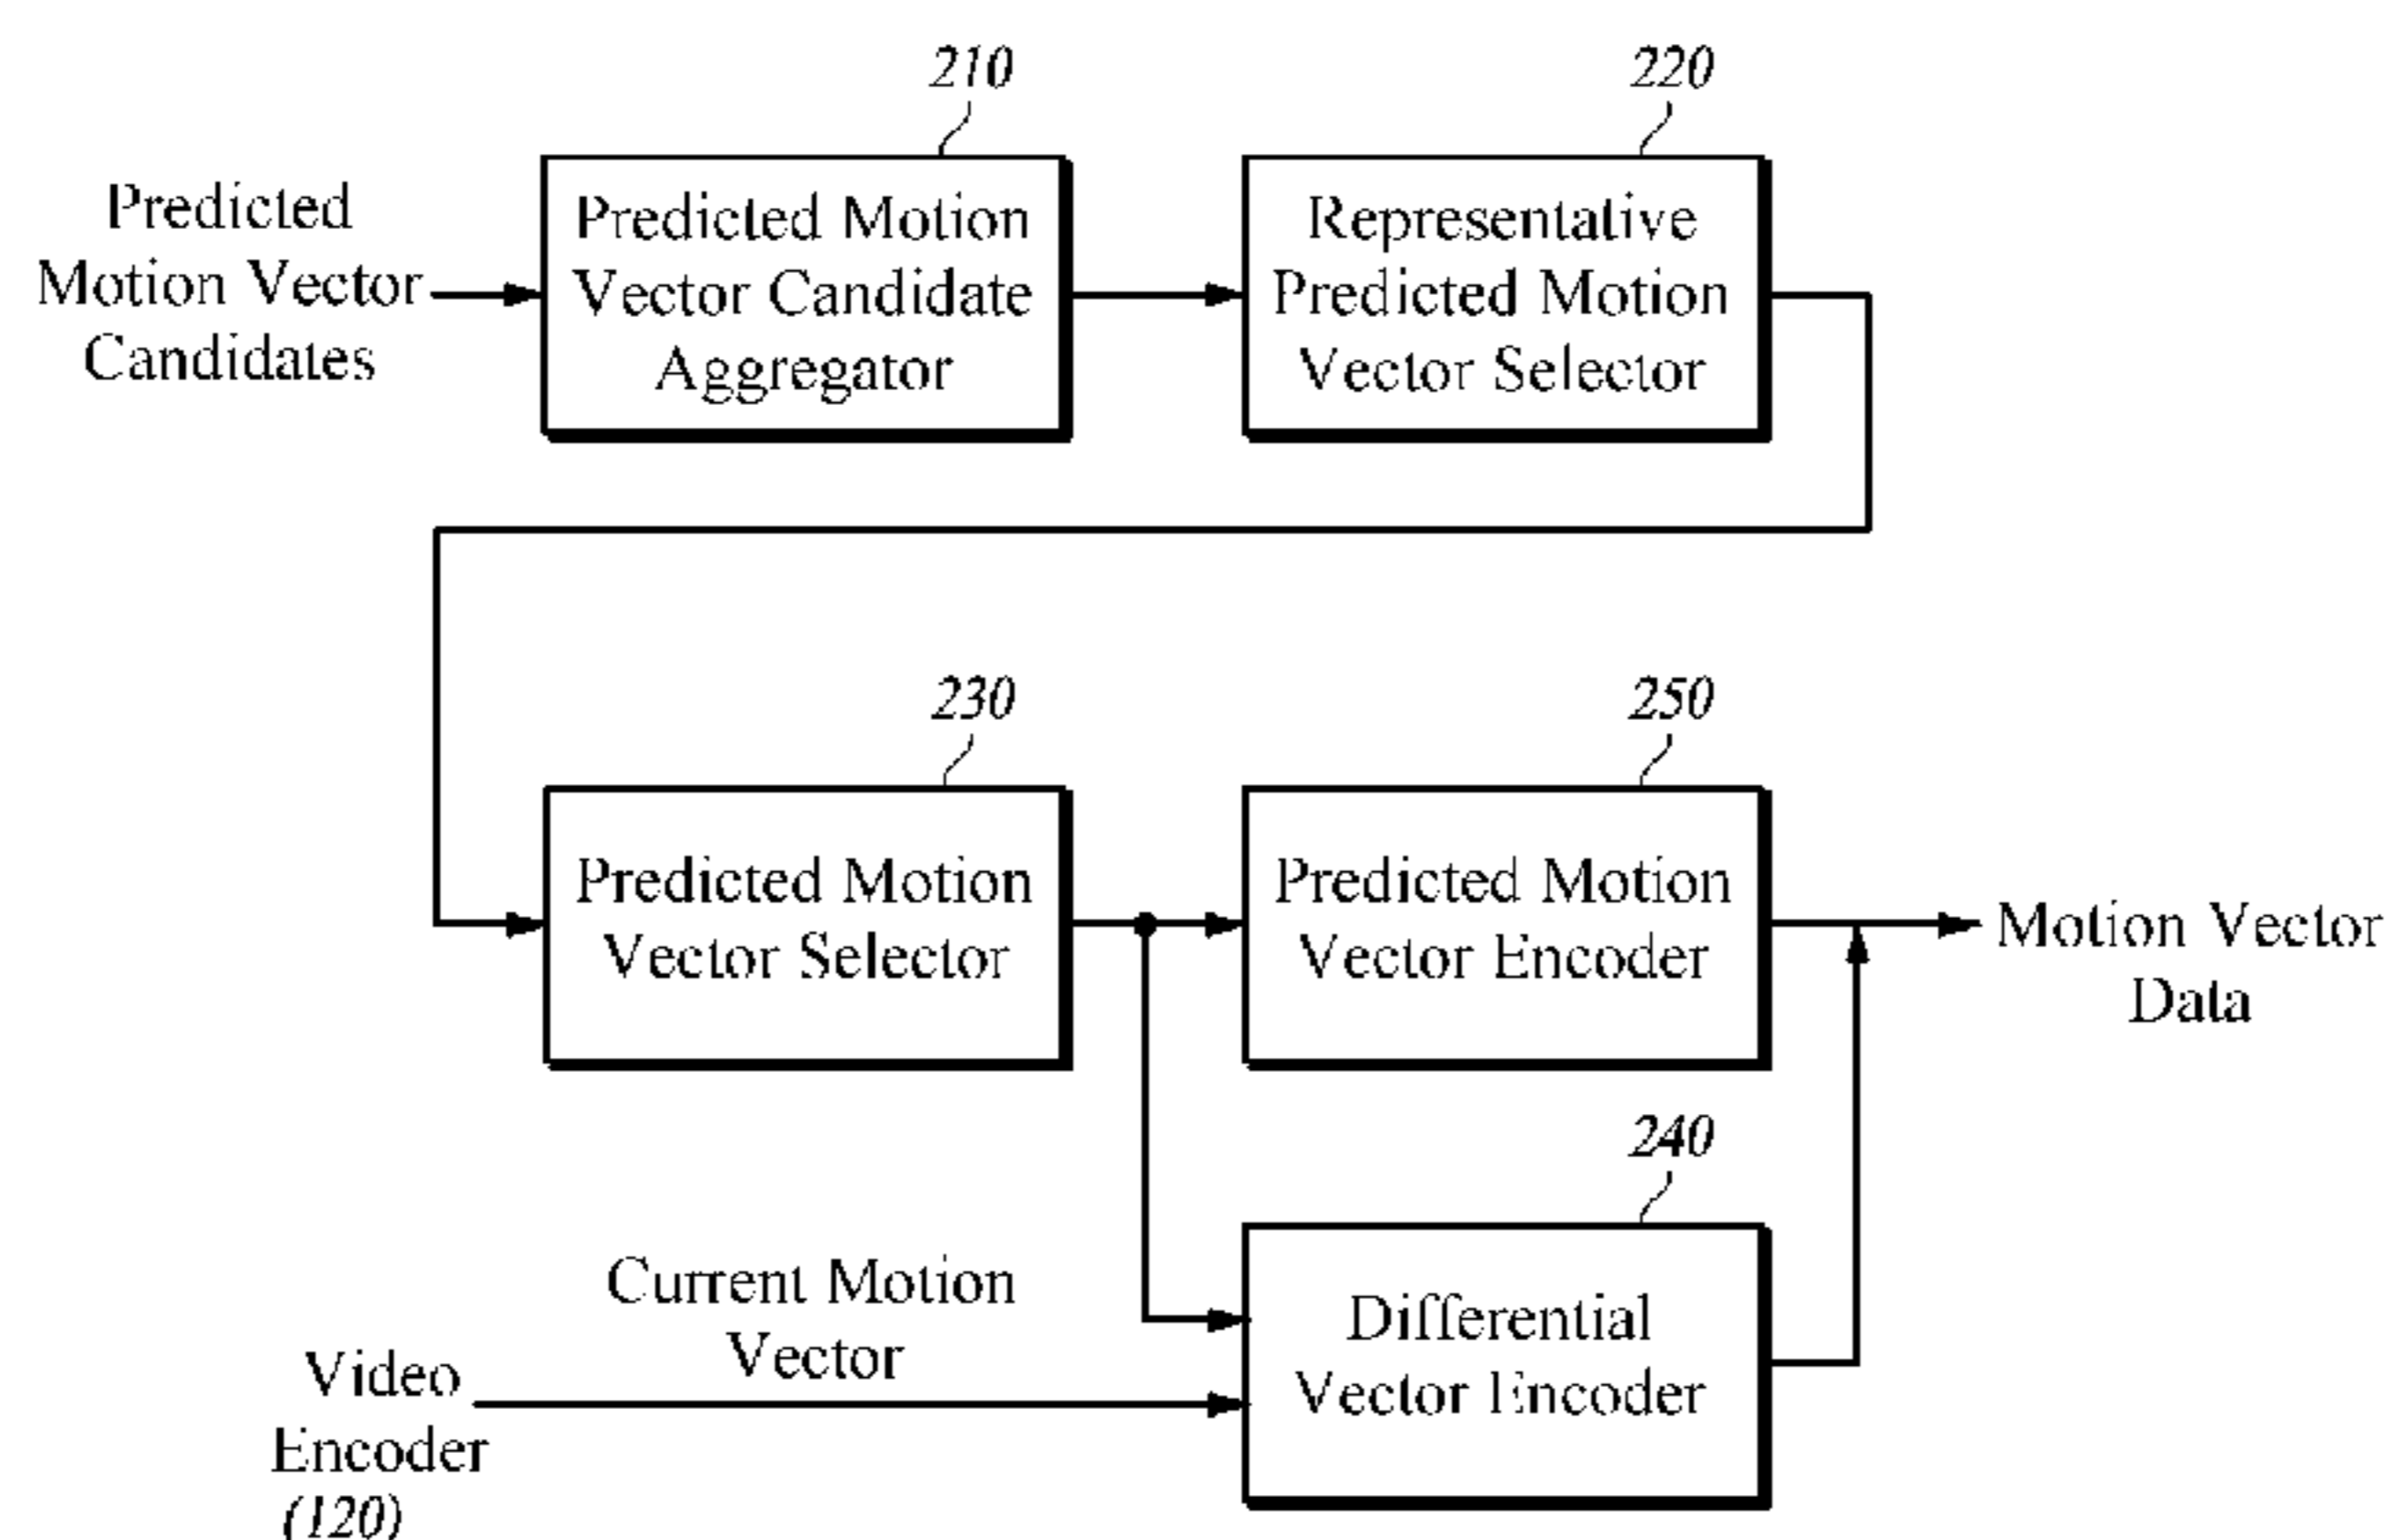 210
220
Predicted
Motion Vector
Candidates
Predicted Motion
Vector Candidate
Aggregator
Representative
Predicted Motion
Vector Selector
230
250
Predicted Motion
Vector Selector
Predicted Motion
Vector Encoder
Motion Vector
Data
240
Current Motion
Vector
Differential
Vector Encoder
Video
Encoder
(120)